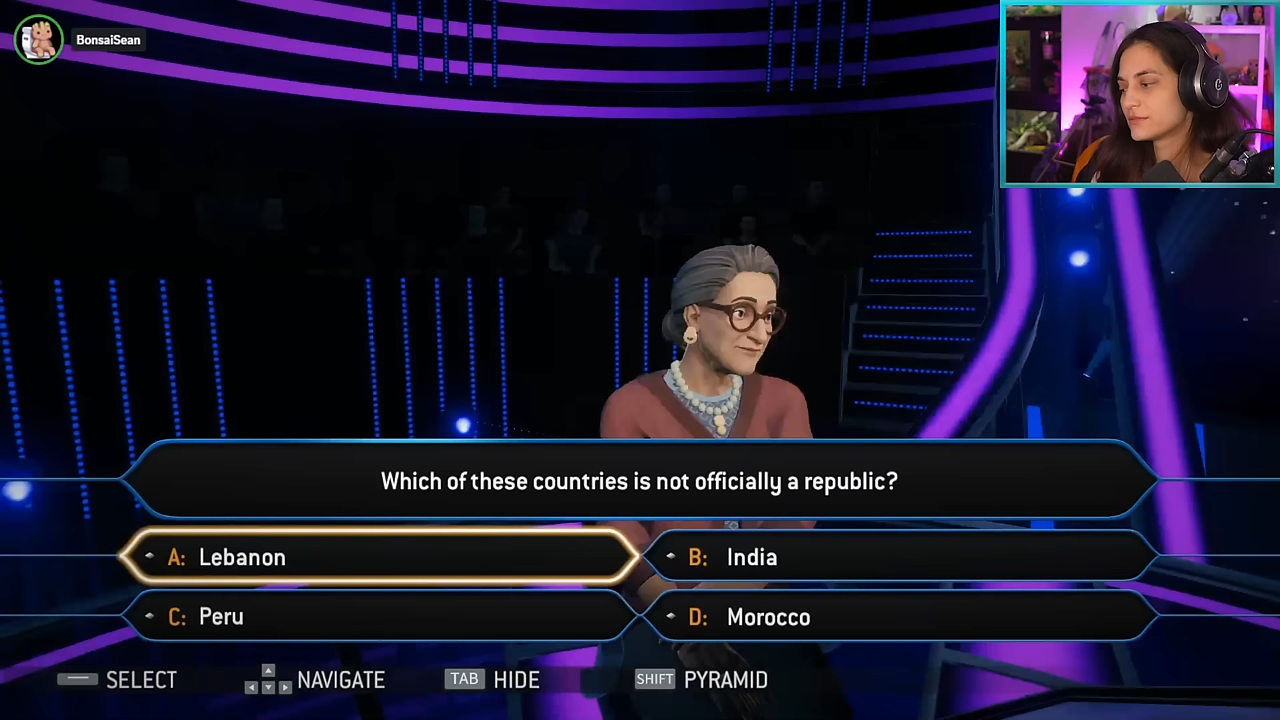 BonsaiSean
Which of these countries is not officially a republic?
A: Lebanon
B: India
C: Peru
D: Morocco
SELECT
NAVIGATE
TAB HIDE
SHIFT PYRAMID